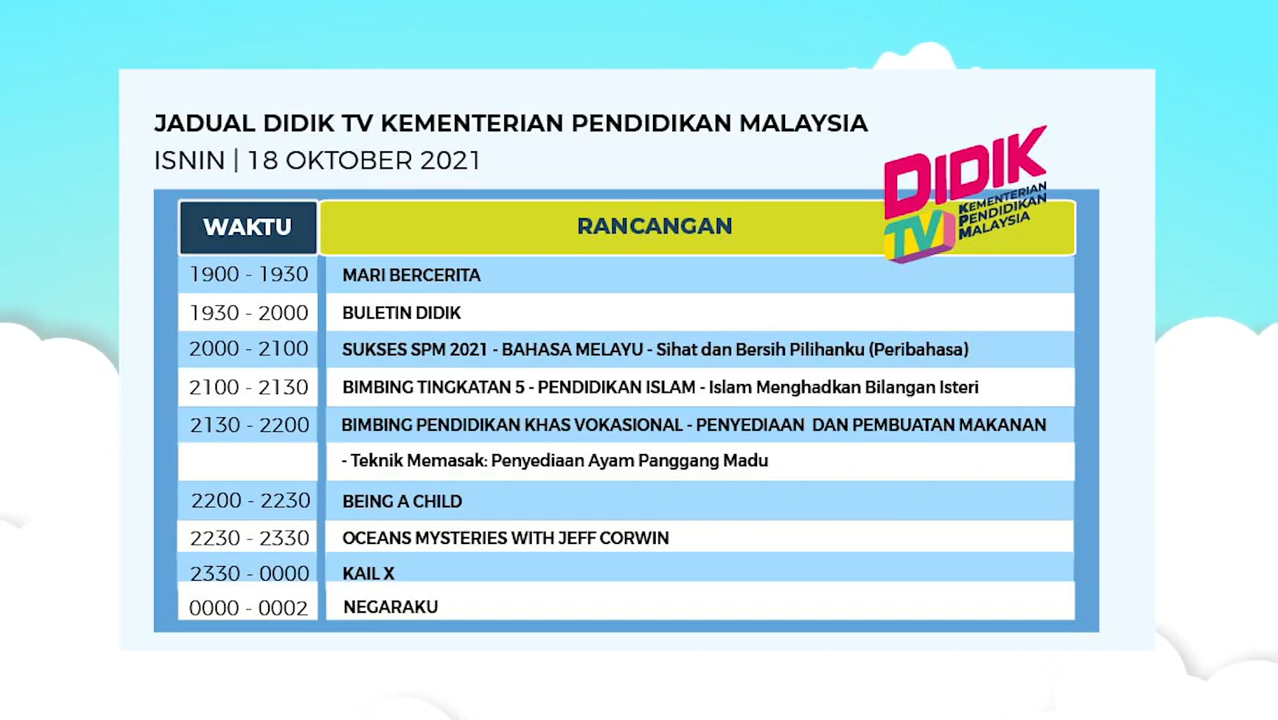 JADUAL DIDIK TV KEMENTERIAN PENDIDIKAN MALAYSIA
ISNIN | 18 OKTOBER 2021
DIDIK
TV
KEMENTERIAN
PENDIDIKAN
MALAYSIA
WAKTU RANCANGAN
1900 - 1930 MARI BERCERITA
1930 - 2000 BULETIN DIDIK
2000 - 2100 SUKSES SPM 2021 - BAHASA MELAYU - Sihat dan Bersih Pilihanku (Peribahasa)
2100 - 2130 BIMBING TINGKATAN 5 - PENDIDIKAN ISLAM - Islam Menghadkan Bilangan Isteri
2130 - 2200 BIMBING PENDIDIKAN KHAS VOKASIONAL - PENYEDIAAN DAN PEMBUATAN MAKANAN
- Teknik Memasak: Penyediaan Ayam Panggang Madu
2200 - 2230 BEING A CHILD
2230 - 2330 OCEANS MYSTERIES WITH JEFF CORWIN
2330 - 0000 KAIL X
0000 - 0002 NEGARAKU